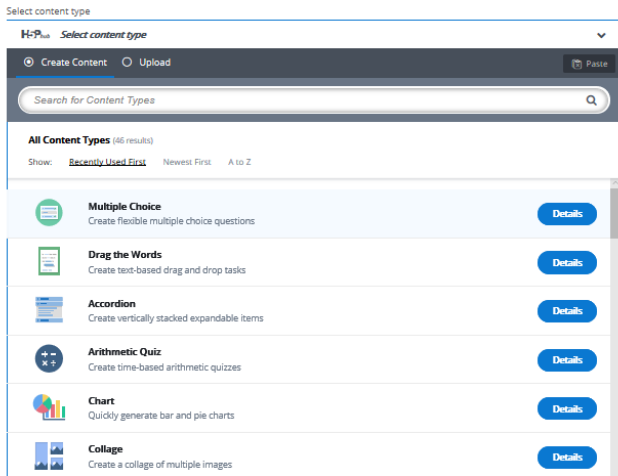 Select content type
H5P hub Select content type
Create Content Upload Paste
Search for Content Types
All Content Types (46 results)
Show: Recently Used First Newest First A to Z
Multiple Choice
Create flexible multiple choice questions
Details
Drag the Words
Create text-based drag and drop tasks
Details
Accordion
Create vertically stacked expandable items
Details
Arithmetic Quiz
Create time-based arithmetic quizzes
Details
Chart
Quickly generate bar and pie charts
Details
Collage
Create a collage of multiple images
Details